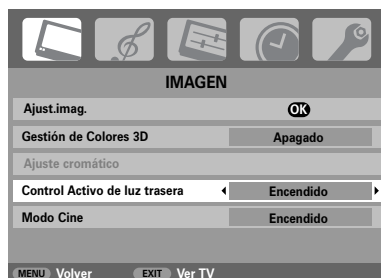 IMAGEN
Ajust.imag. OK
Gestión de Colores 3D Apagado
Ajuste cromático
Control Activo de luz trasera Encendido
Modo Cine Encendido
MENU Volver EXIT Ver TV